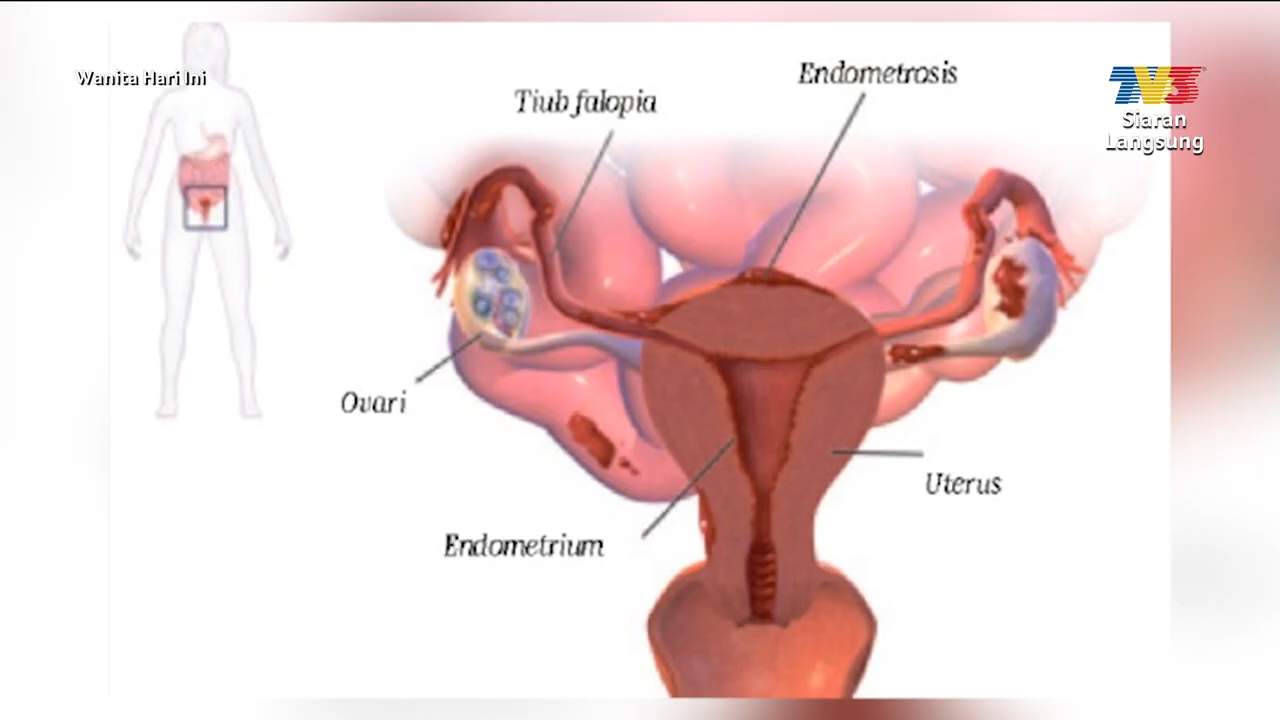 Wanita Hari Ini
TV3
Siaran
Langsung
Endometrosis
Tiub falopia
Ovari
Uterus
Endometrium